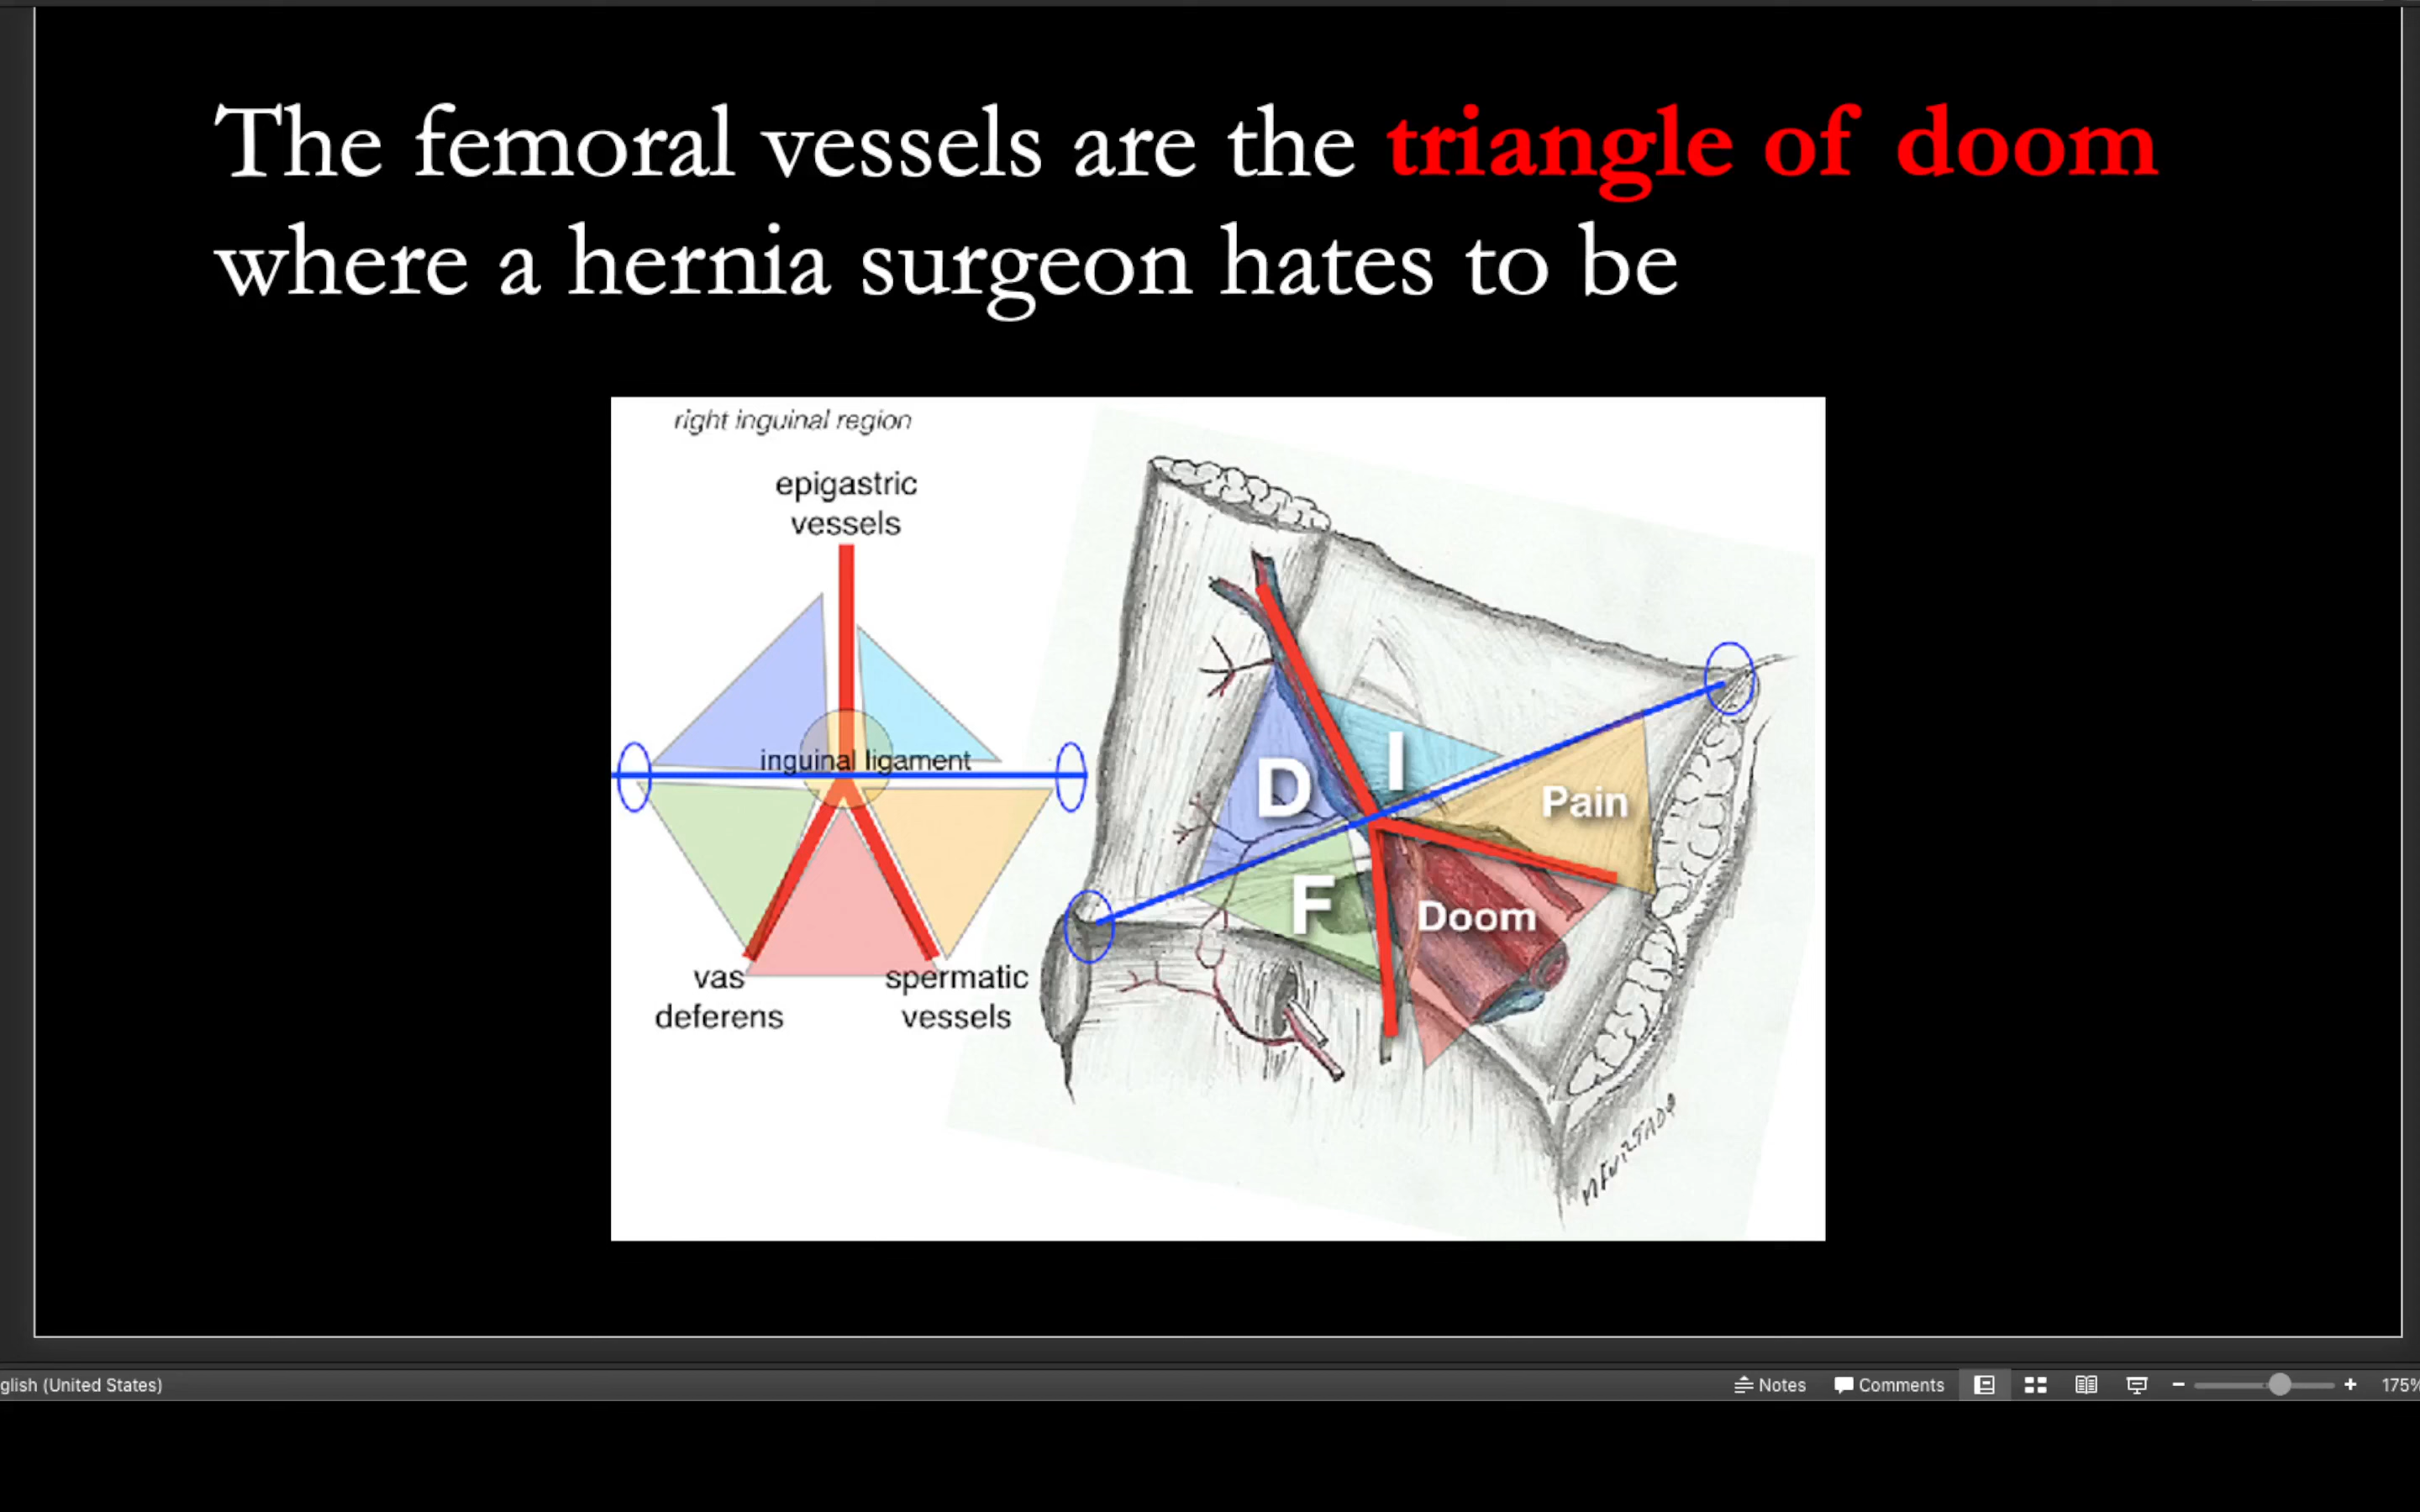 The femoral vessels are the triangle of doom
where a hernia surgeon hates to be
right inguinal region
epigastric
vessels
inguinal ligament
vas
deferens
spermatic
vessels
D
I
Pain
F
Doom
glish (United States)
Notes
Comments
175%